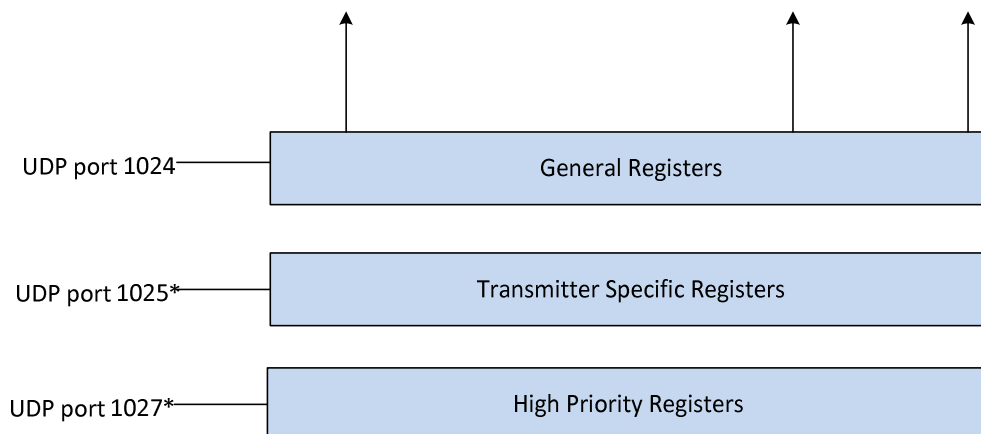 UDP port 1024
General Registers
UDP port 1025*
Transmitter Specific Registers
UDP port 1027*
High Priority Registers